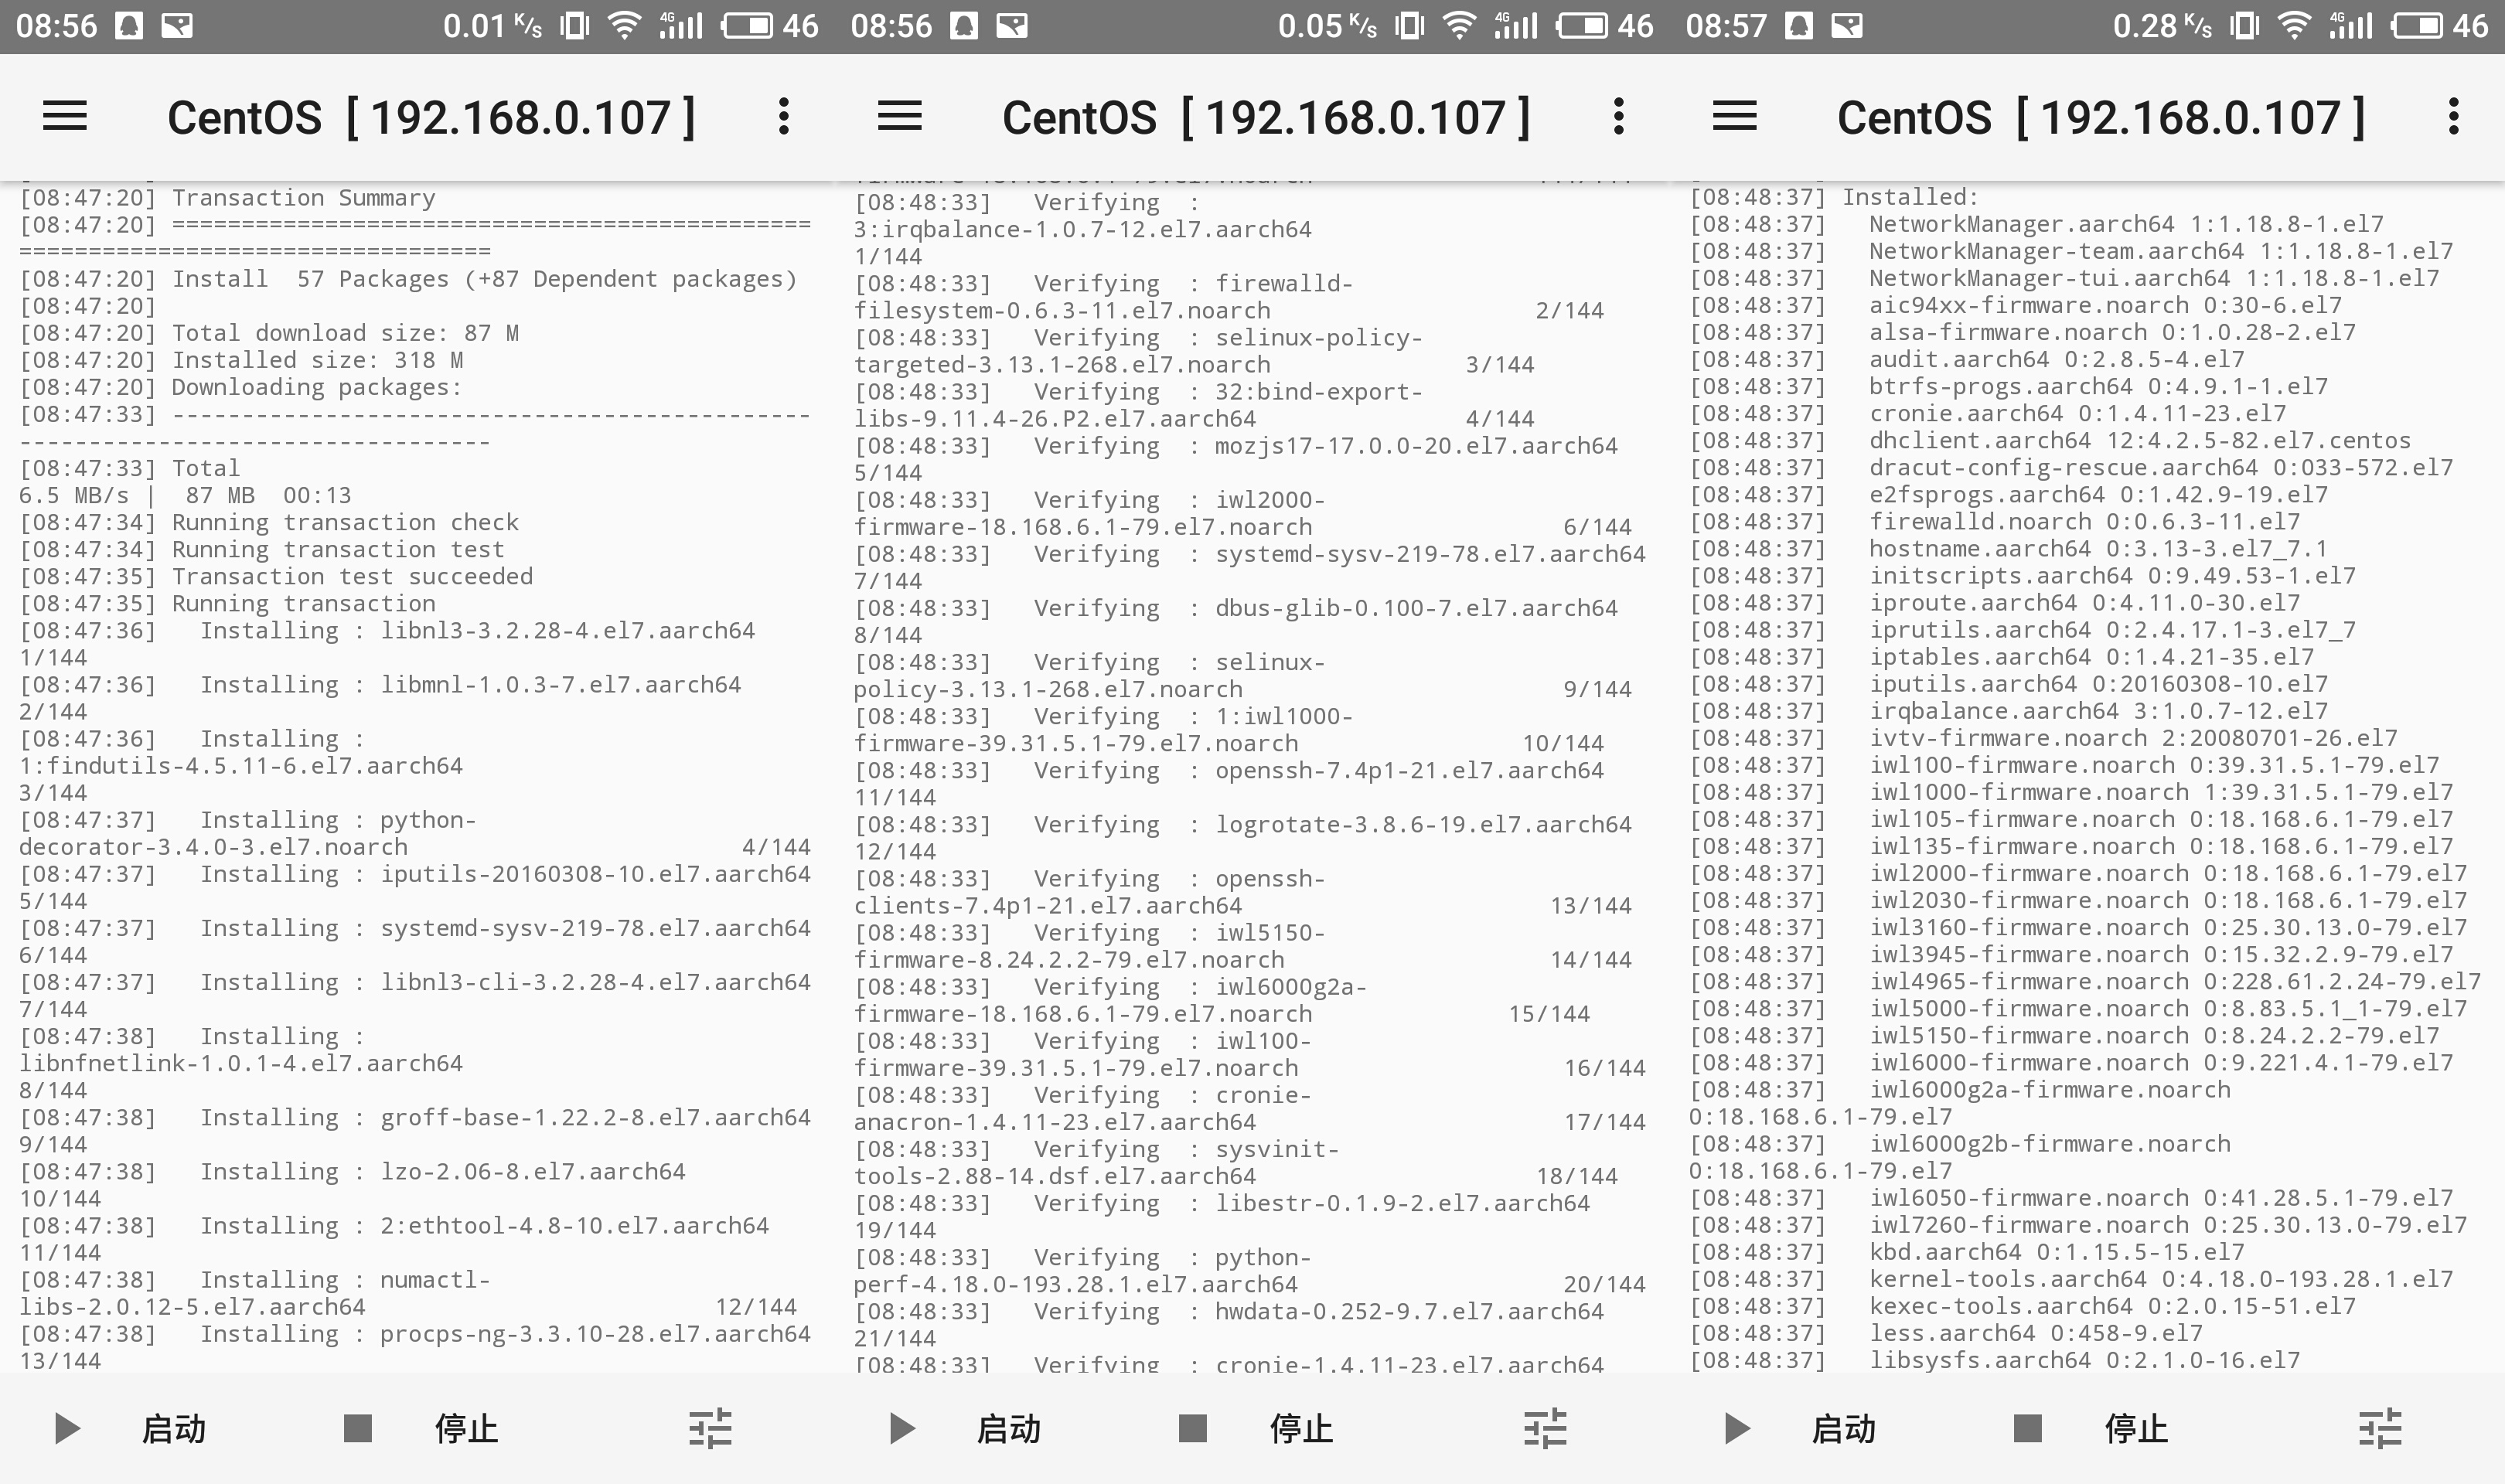 08:56 0.01 K/s 4G 46
CentOS [ 192.168.0.107 ]
[08:47:20] Transaction Summary
[08:47:20] ==============================================
==================================
[08:47:20] Install  57 Packages (+87 Dependent packages)
[08:47:20]
[08:47:20] Total download size: 87 M
[08:47:20] Installed size: 318 M
[08:47:20] Downloading packages:
[08:47:33] ----------------------------------------------
----------------------------------
[08:47:33] Total
6.5 MB/s |  87 MB  00:13
[08:47:34] Running transaction check
[08:47:34] Running transaction test
[08:47:35] Transaction test succeeded
[08:47:35] Running transaction
[08:47:36]   Installing : libnl3-3.2.28-4.el7.aarch64
1/144
[08:47:36]   Installing : libmnl-1.0.3-7.el7.aarch64
2/144
[08:47:36]   Installing :
1:findutils-4.5.11-6.el7.aarch64
3/144
[08:47:37]   Installing : python-
decorator-3.4.0-3.el7.noarch 4/144
[08:47:37]   Installing : iputils-20160308-10.el7.aarch64
5/144
[08:47:37]   Installing : systemd-sysv-219-78.el7.aarch64
6/144
[08:47:37]   Installing : libnl3-cli-3.2.28-4.el7.aarch64
7/144
[08:47:38]   Installing :
libnfnetlink-1.0.1-4.el7.aarch64
8/144
[08:47:38]   Installing : groff-base-1.22.2-8.el7.aarch64
9/144
[08:47:38]   Installing : lzo-2.06-8.el7.aarch64
10/144
[08:47:38]   Installing : 2:ethtool-4.8-10.el7.aarch64
11/144
[08:47:38]   Installing : numactl-
libs-2.0.12-5.el7.aarch64 12/144
[08:47:38]   Installing : procps-ng-3.3.10-28.el7.aarch64
13/144
启动 停止
08:56 0.05 K/s 4G 46
CentOS [ 192.168.0.107 ]
[08:48:33]   Verifying  :
3:irqbalance-1.0.7-12.el7.aarch64
1/144
[08:48:33]   Verifying  : firewalld-
filesystem-0.6.3-11.el7.noarch 2/144
[08:48:33]   Verifying  : selinux-policy-
targeted-3.13.1-268.el7.noarch 3/144
[08:48:33]   Verifying  : 32:bind-export-
libs-9.11.4-26.P2.el7.aarch64 4/144
[08:48:33]   Verifying  : mozjs17-17.0.0-20.el7.aarch64
5/144
[08:48:33]   Verifying  : iwl2000-
firmware-18.168.6.1-79.el7.noarch 6/144
[08:48:33]   Verifying  : systemd-sysv-219-78.el7.aarch64
7/144
[08:48:33]   Verifying  : dbus-glib-0.100-7.el7.aarch64
8/144
[08:48:33]   Verifying  : selinux-
policy-3.13.1-268.el7.noarch 9/144
[08:48:33]   Verifying  : 1:iwl1000-
firmware-39.31.5.1-79.el7.noarch 10/144
[08:48:33]   Verifying  : openssh-7.4p1-21.el7.aarch64
11/144
[08:48:33]   Verifying  : logrotate-3.8.6-19.el7.aarch64
12/144
[08:48:33]   Verifying  : openssh-
clients-7.4p1-21.el7.aarch64 13/144
[08:48:33]   Verifying  : iwl5150-
firmware-8.24.2.2-79.el7.noarch 14/144
[08:48:33]   Verifying  : iwl6000g2a-
firmware-18.168.6.1-79.el7.noarch 15/144
[08:48:33]   Verifying  : iwl100-
firmware-39.31.5.1-79.el7.noarch 16/144
[08:48:33]   Verifying  : cronie-
anacron-1.4.11-23.el7.aarch64 17/144
[08:48:33]   Verifying  : sysvinit-
tools-2.88-14.dsf.el7.aarch64 18/144
[08:48:33]   Verifying  : libestr-0.1.9-2.el7.aarch64
19/144
[08:48:33]   Verifying  : python-
perf-4.18.0-193.28.1.el7.aarch64 20/144
[08:48:33]   Verifying  : hwdata-0.252-9.7.el7.aarch64
21/144
[08:48:33]   Verifying  : cronie-1.4.11-23.el7.aarch64
启动 停止
08:57 0.28 K/s 4G 46
CentOS [ 192.168.0.107 ]
[08:48:37] Installed:
[08:48:37]   NetworkManager.aarch64 1:1.18.8-1.el7
[08:48:37]   NetworkManager-team.aarch64 1:1.18.8-1.el7
[08:48:37]   NetworkManager-tui.aarch64 1:1.18.8-1.el7
[08:48:37]   aic94xx-firmware.noarch 0:30-6.el7
[08:48:37]   alsa-firmware.noarch 0:1.0.28-2.el7
[08:48:37]   audit.aarch64 0:2.8.5-4.el7
[08:48:37]   btrfs-progs.aarch64 0:4.9.1-1.el7
[08:48:37]   cronie.aarch64 0:1.4.11-23.el7
[08:48:37]   dhclient.aarch64 12:4.2.5-82.el7.centos
[08:48:37]   dracut-config-rescue.aarch64 0:033-572.el7
[08:48:37]   e2fsprogs.aarch64 0:1.42.9-19.el7
[08:48:37]   firewalld.noarch 0:0.6.3-11.el7
[08:48:37]   hostname.aarch64 0:3.13-3.el7_7.1
[08:48:37]   initscripts.aarch64 0:9.49.53-1.el7
[08:48:37]   iproute.aarch64 0:4.11.0-30.el7
[08:48:37]   iprutils.aarch64 0:2.4.17.1-3.el7_7
[08:48:37]   iptables.aarch64 0:1.4.21-35.el7
[08:48:37]   iputils.aarch64 0:20160308-10.el7
[08:48:37]   irqbalance.aarch64 3:1.0.7-12.el7
[08:48:37]   ivtv-firmware.noarch 2:20080701-26.el7
[08:48:37]   iwl100-firmware.noarch 0:39.31.5.1-79.el7
[08:48:37]   iwl1000-firmware.noarch 1:39.31.5.1-79.el7
[08:48:37]   iwl105-firmware.noarch 0:18.168.6.1-79.el7
[08:48:37]   iwl135-firmware.noarch 0:18.168.6.1-79.el7
[08:48:37]   iwl2000-firmware.noarch 0:18.168.6.1-79.el7
[08:48:37]   iwl2030-firmware.noarch 0:18.168.6.1-79.el7
[08:48:37]   iwl3160-firmware.noarch 0:25.30.13.0-79.el7
[08:48:37]   iwl3945-firmware.noarch 0:15.32.2.9-79.el7
[08:48:37]   iwl4965-firmware.noarch 0:228.61.2.24-79.el7
[08:48:37]   iwl5000-firmware.noarch 0:8.83.5.1_1-79.el7
[08:48:37]   iwl5150-firmware.noarch 0:8.24.2.2-79.el7
[08:48:37]   iwl6000-firmware.noarch 0:9.221.4.1-79.el7
[08:48:37]   iwl6000g2a-firmware.noarch
0:18.168.6.1-79.el7
[08:48:37]   iwl6000g2b-firmware.noarch
0:18.168.6.1-79.el7
[08:48:37]   iwl6050-firmware.noarch 0:41.28.5.1-79.el7
[08:48:37]   iwl7260-firmware.noarch 0:25.30.13.0-79.el7
[08:48:37]   kbd.aarch64 0:1.15.5-15.el7
[08:48:37]   kernel-tools.aarch64 0:4.18.0-193.28.1.el7
[08:48:37]   kexec-tools.aarch64 0:2.0.15-51.el7
[08:48:37]   less.aarch64 0:458-9.el7
[08:48:37]   libsysfs.aarch64 0:2.1.0-16.el7
启动 停止